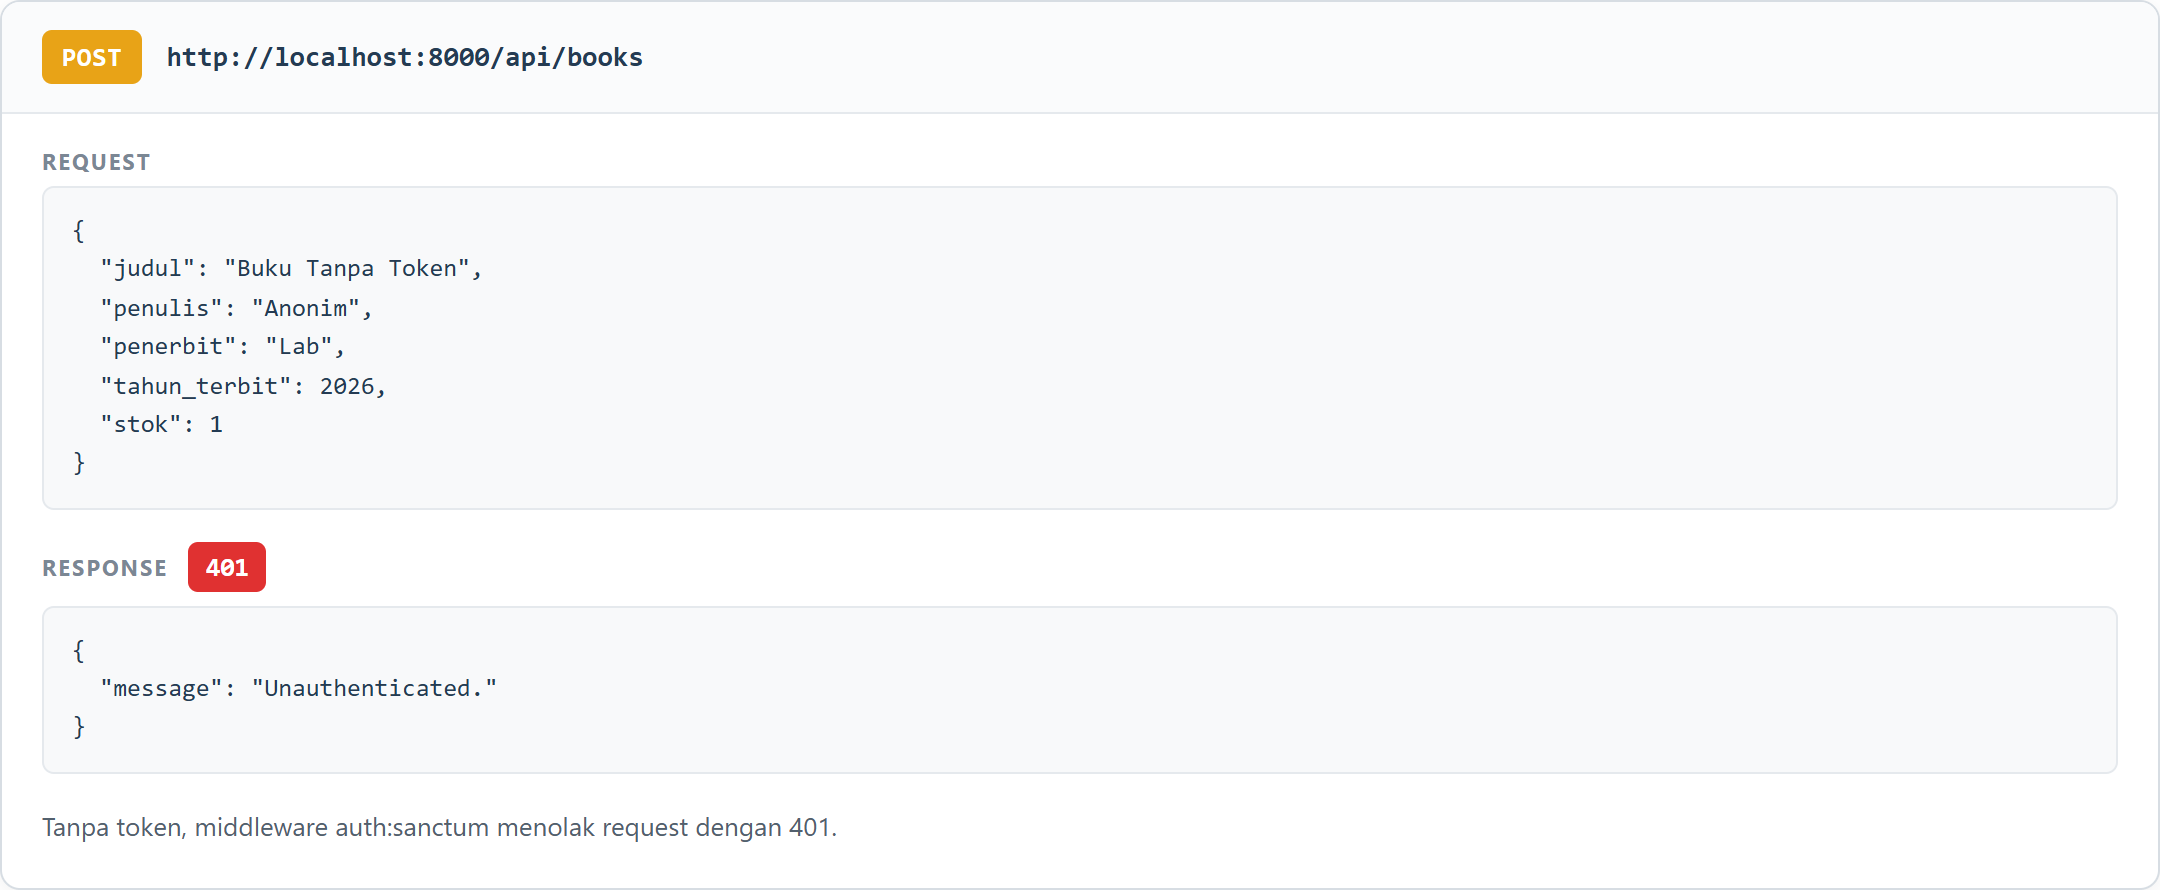 POST http://localhost:8000/api/books
REQUEST
{
  "judul": "Buku Tanpa Token",
  "penulis": "Anonim",
  "penerbit": "Lab",
  "tahun_terbit": 2026,
  "stok": 1
}
RESPONSE 401
{
  "message": "Unauthenticated."
}
Tanpa token, middleware auth:sanctum menolak request dengan 401.